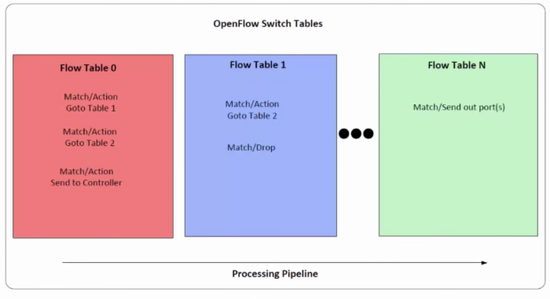 OpenFlow Switch Tables
Flow Table 0
Match/Action
Goto Table 1
Match/Action
Goto Table 2
Match/Action
Send to Controller
Flow Table 1
Match/Action
Goto Table 2
Match/Drop
Flow Table N
Match/Send out port(s)
Processing Pipeline